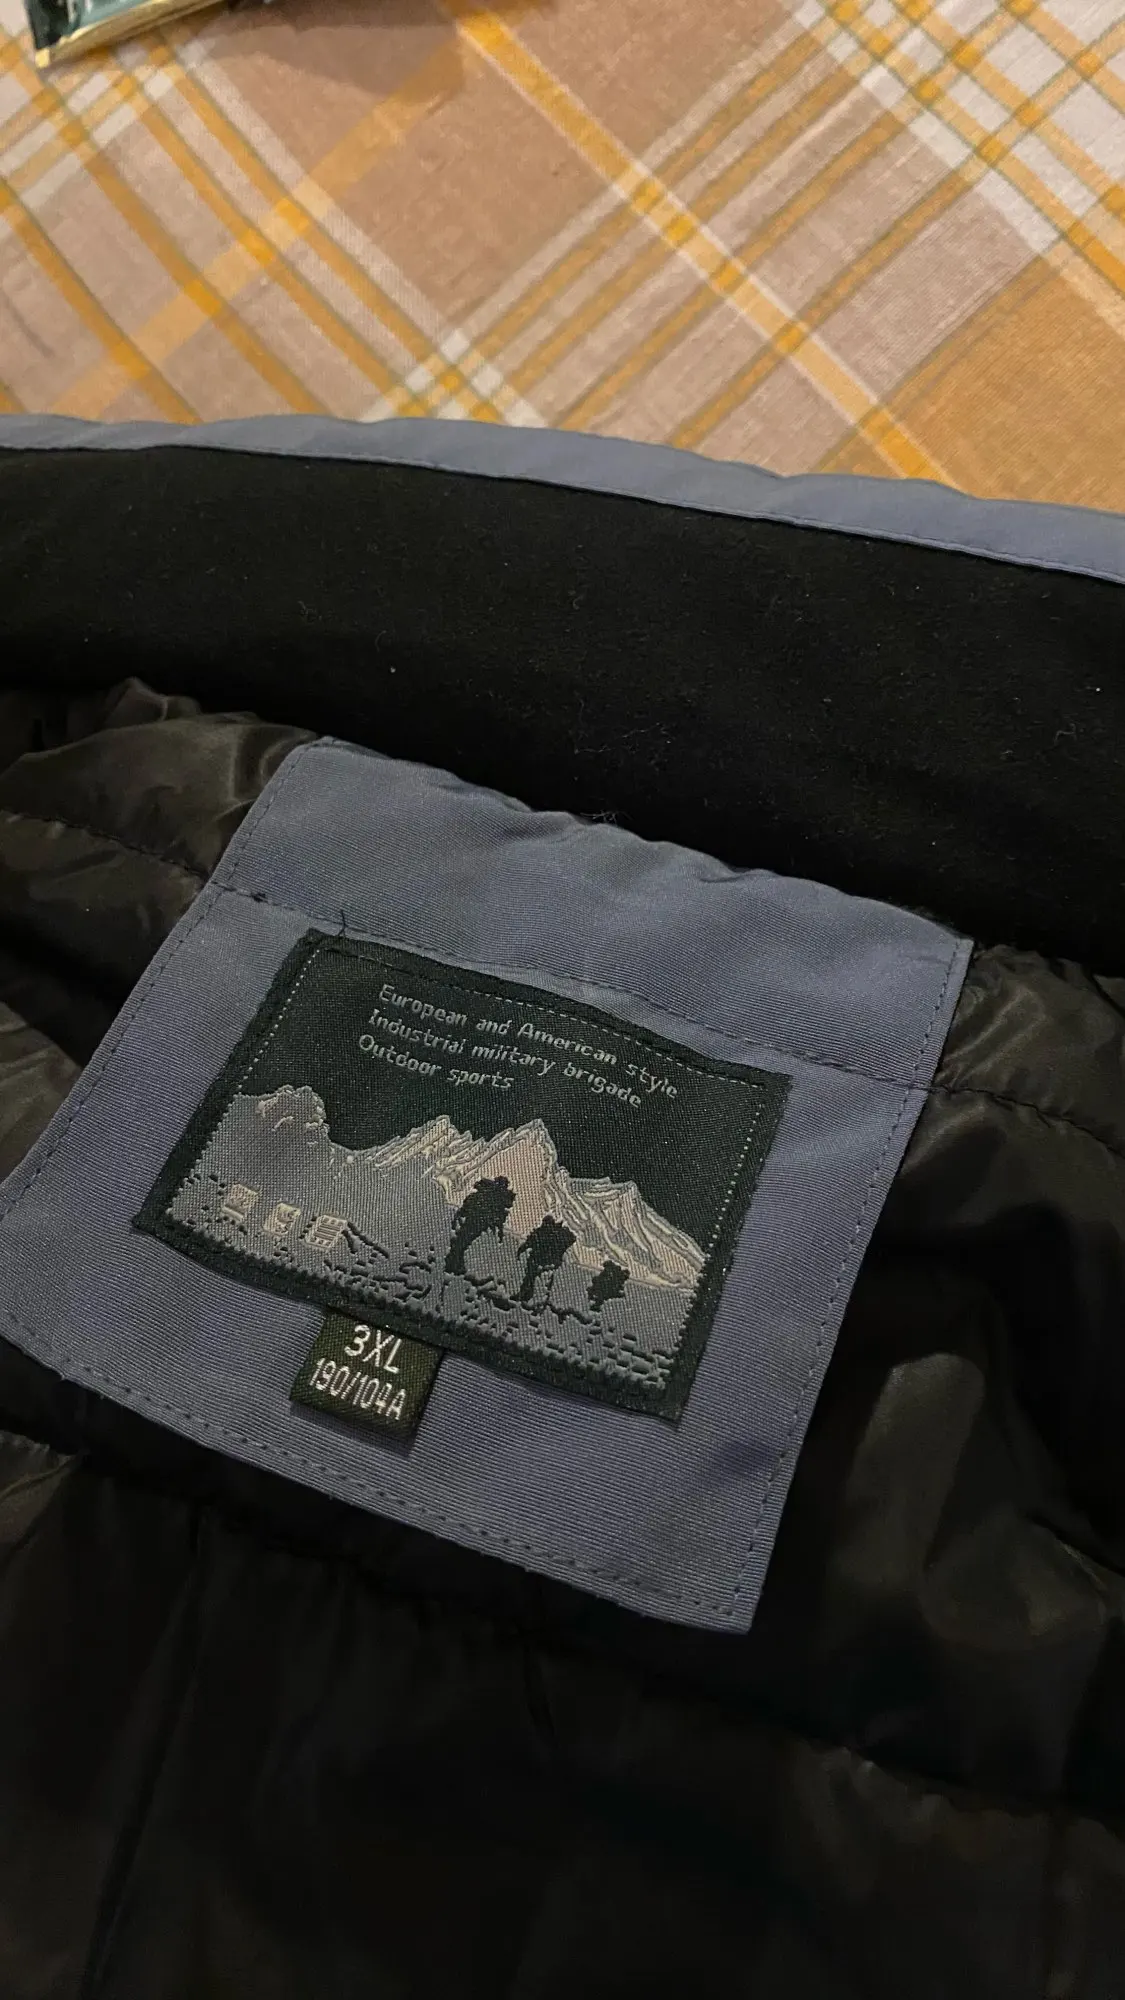 European and American style
Industrial military brigade
Outdoor sports
3XL
190/104A